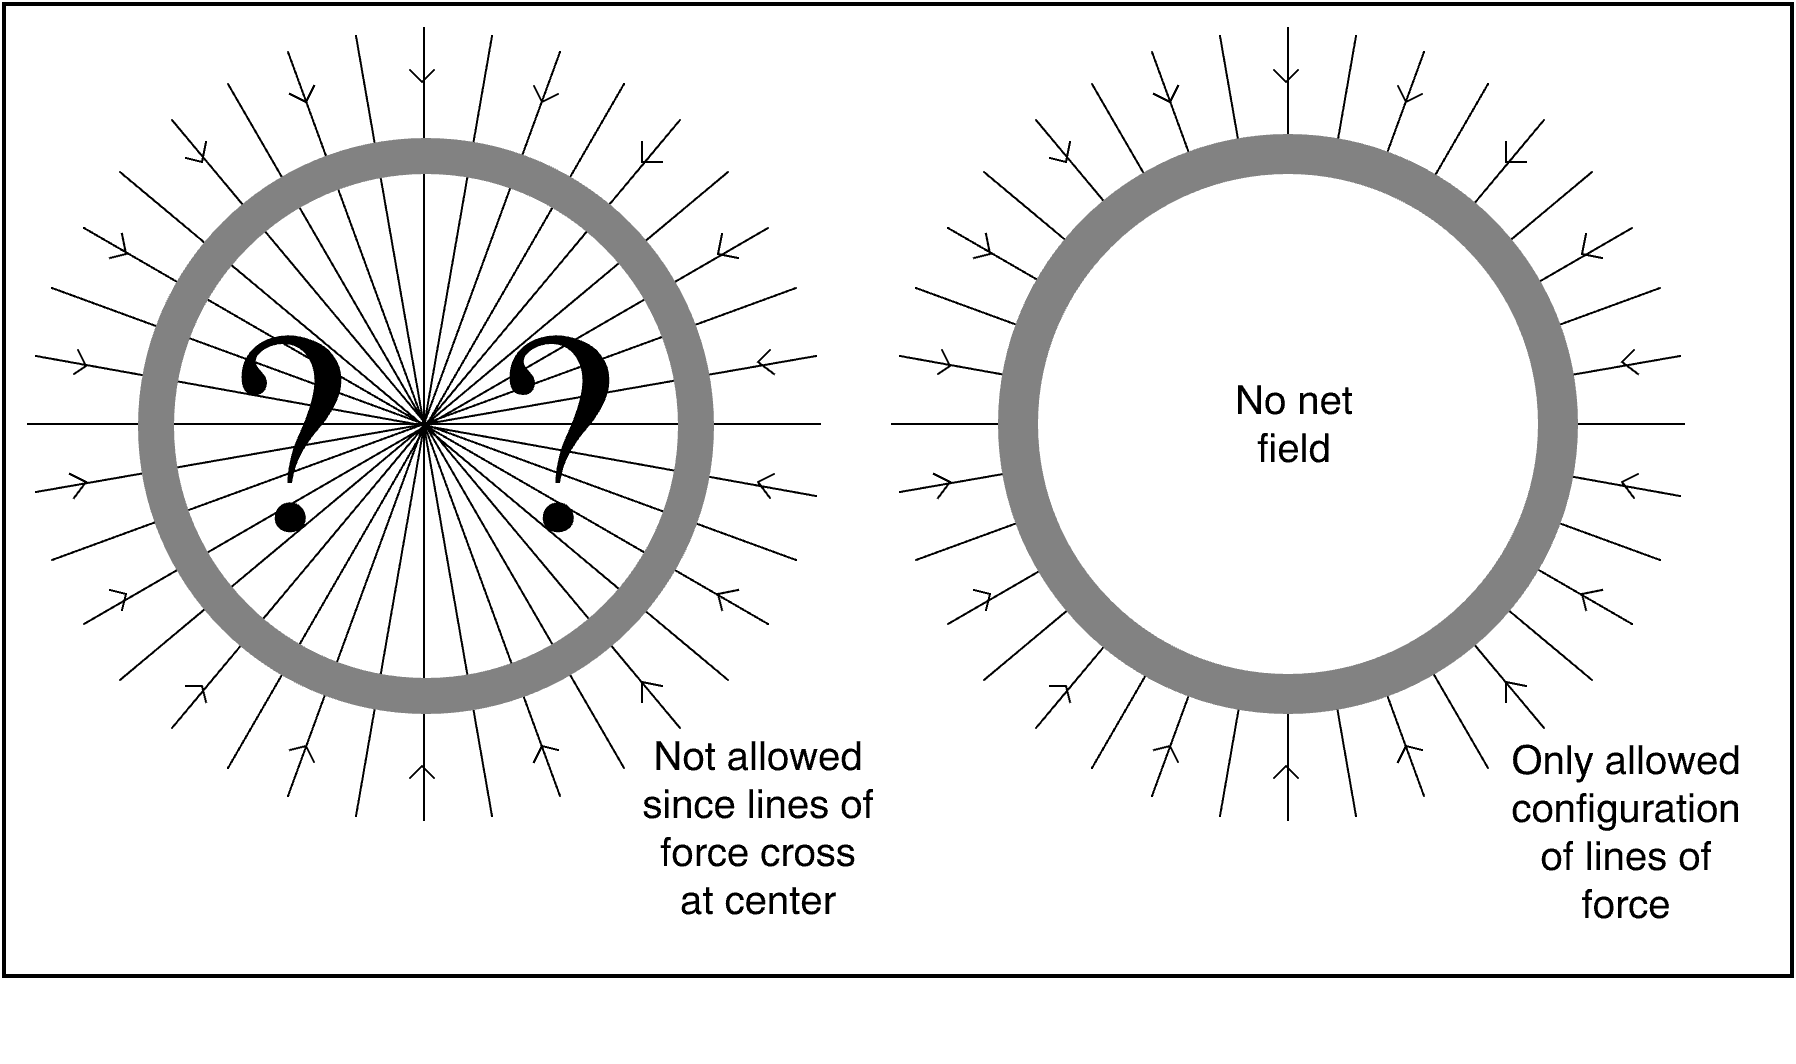 ? ?
No net
field
Not allowed
since lines of
force cross
at center
Only allowed
configuration
of lines of
force